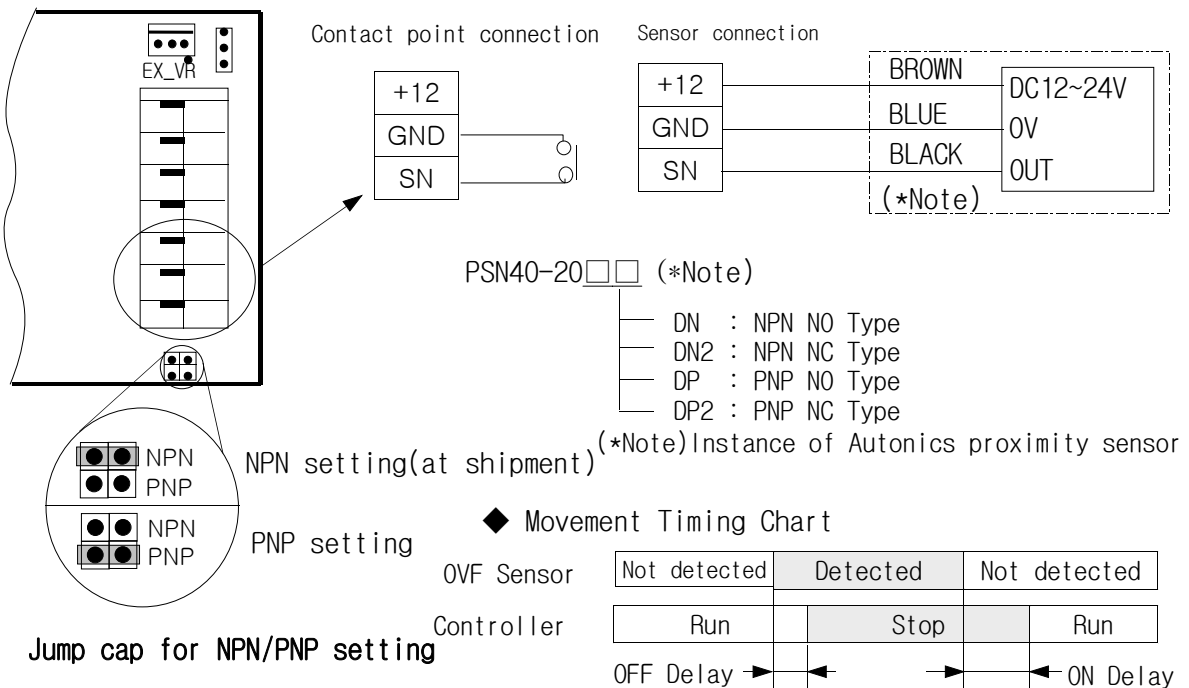 EX_VR
Contact point connection
+12
GND
SN
Sensor connection
+12
GND
SN
BROWN
BLUE
BLACK
(*Note)
DC12~24V
0V
OUT
PSN40-20□□ (*Note)
DN : NPN NO Type
DN2 : NPN NC Type
DP : PNP NO Type
DP2 : PNP NC Type
(*Note)Instance of Autonics proximity sensor
NPN
PNP
NPN setting(at shipment)
NPN
PNP
PNP setting
Jump cap for NPN/PNP setting
◆ Movement Timing Chart
OVF Sensor
Not detected
Detected
Not detected
Controller
Run
Stop
Run
OFF Delay
ON Delay